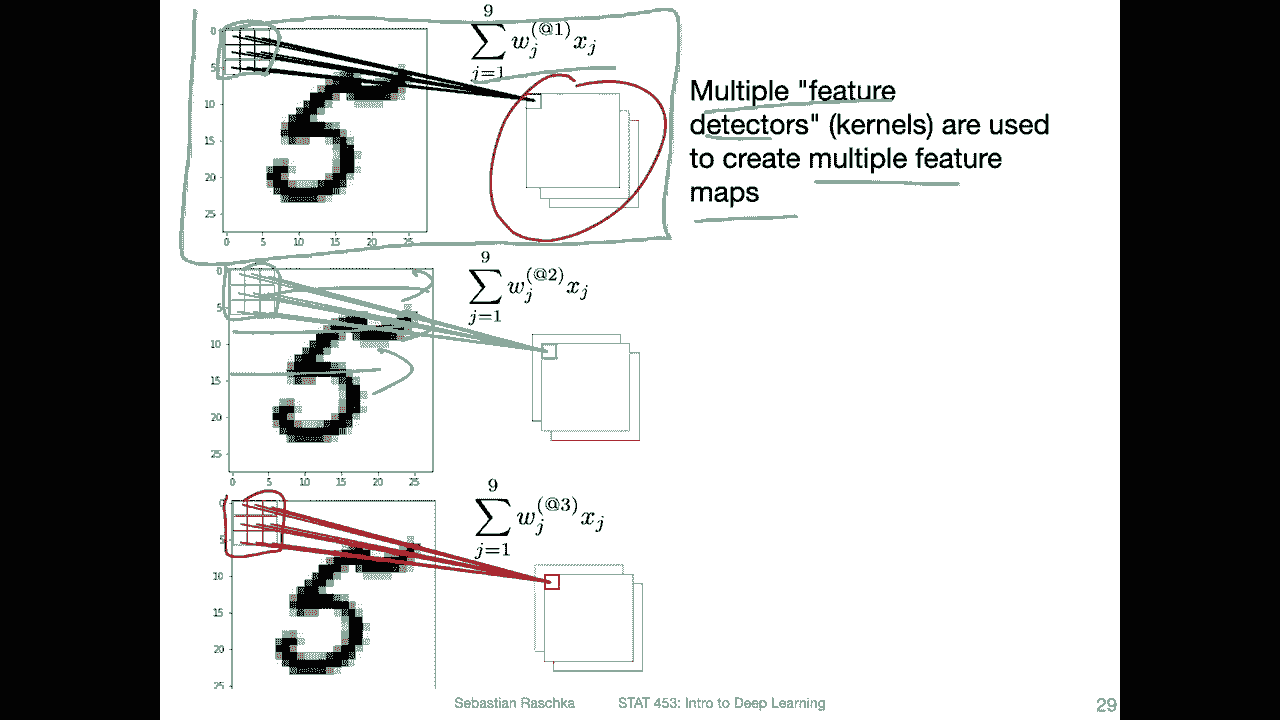 9
∑ w_j^(@1) x_j
j=1
Multiple "feature
detectors" (kernels) are used
to create multiple feature
maps
0
5
10
15
20
25
0 5 10 15 20 25
9
∑ w_j^(@2) x_j
j=1
0
5
10
15
20
25
0 5 10 15 20 25
9
∑ w_j^(@3) x_j
j=1
0
5
10
15
20
25
Sebastian Raschka STAT 453: Intro to Deep Learning 29